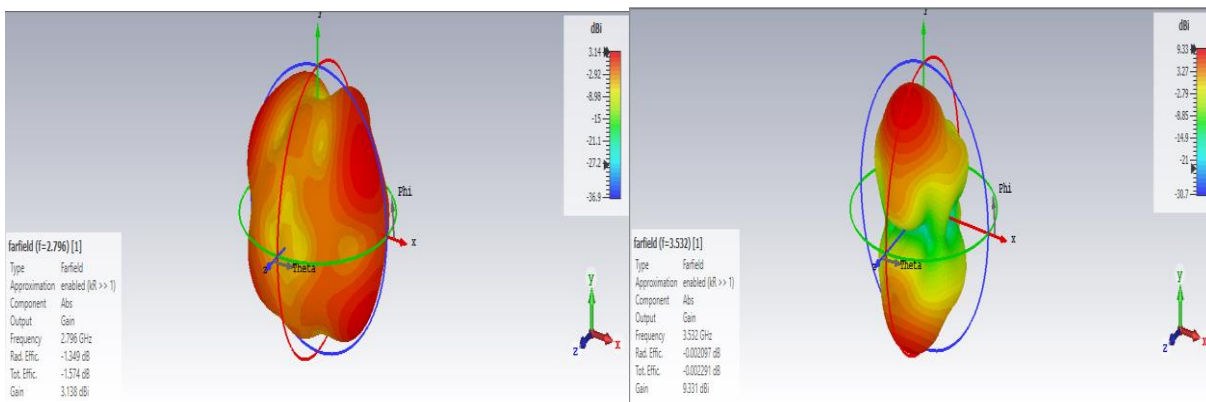 dBi
3.14
-2.92
-8.98
-15
-21.1
-27.2
-36.9
Phi
x
z
Theta
farfield (f=2.796) [1]
Type Farfield
Approximation enabled (kR >> 1)
Component Abs
Output Gain
Frequency 2.796 GHz
Rad. Effic. -1.349 dB
Tot. Effic. -1.574 dB
Gain 3.138 dBi
y
z
x
dBi
9.33
3.27
-2.79
-8.85
-14.9
-21
Phi
x
z
Theta
farfield (f=3.532) [1]
Type Farfield
Approximation enabled (kR >> 1)
Component Abs
Output Gain
Frequency 3.532 GHz
Rad. Effic. -0.002097 dB
Tot. Effic. -0.002291 dB
Gain 9.331 dBi
y
z
x